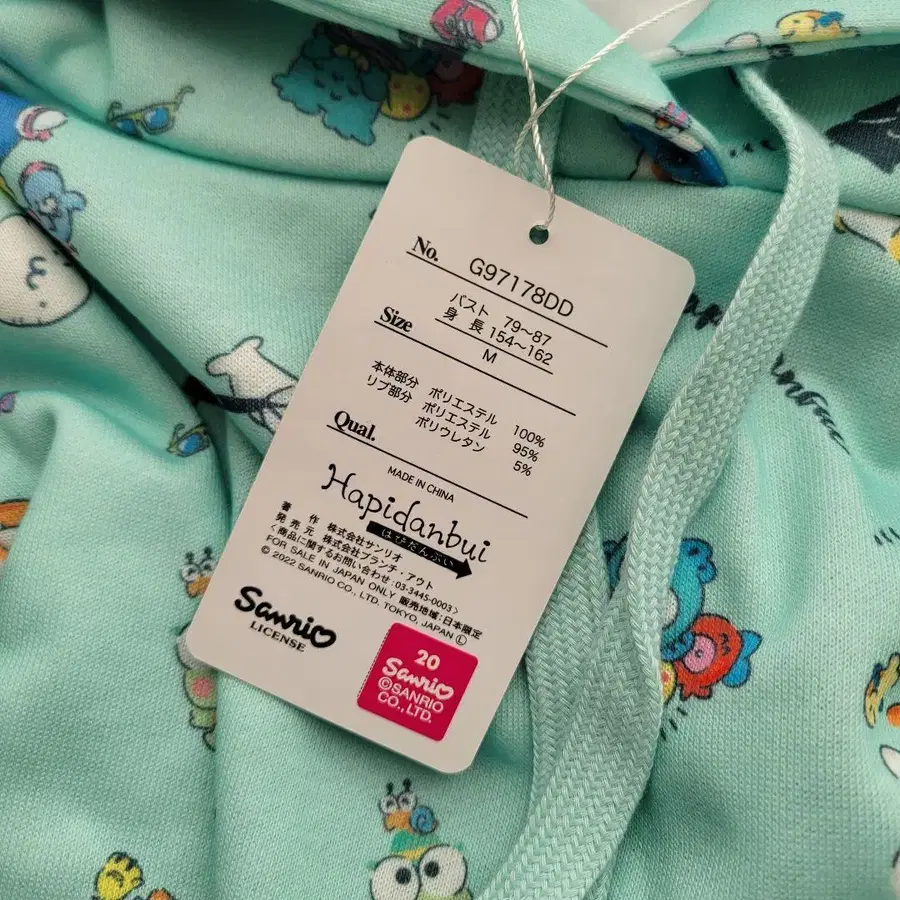 No. G97178DD
バスト 79～87
身 長 154～162
Size M
本体部分 ポリエステル 100%
リブ部分 ポリエステル 95%
ポリウレタン 5%
Qual.
MADE IN CHINA
Hapidanbui
はぴだんぶい
著 作 株式会社サンリオ
発 売 元 株式会社ブランチ・アウト
〈商品に関するお問い合わせ:03-3445-0003〉
FOR SALE IN JAPAN ONLY 販売地域:日本限定
© 2022 SANRIO CO., LTD. TOKYO, JAPAN Ⓛ
Sanrio
LICENSE
20
Sanrio
©SANRIO
CO., LTD.